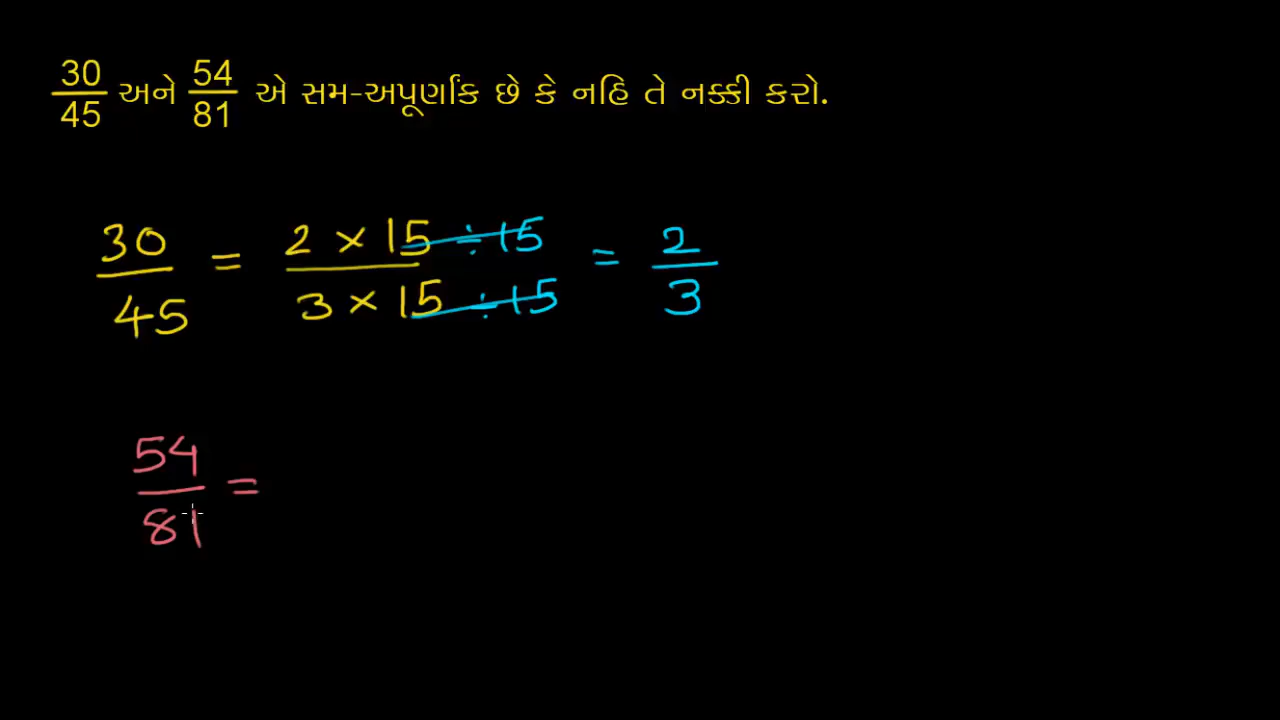 30/45 અને 54/81 એ સમ-અપૂર્ણાંક છે કે નહિ તે નક્કી કરો.
30/45 = 2 × 15 ÷ 15 / 3 × 15 ÷ 15 = 2/3
54/81 =